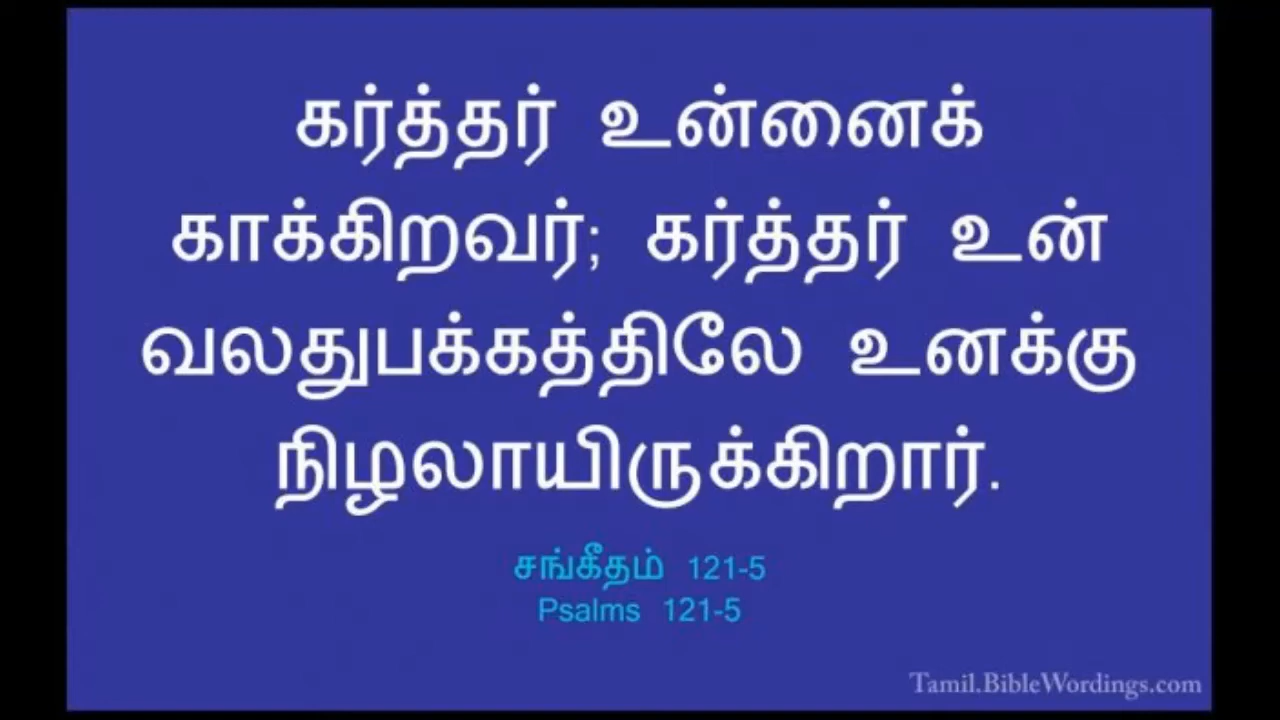 கர்த்தர் உன்னைக்
காக்கிறவர்; கர்த்தர் உன்
வலதுபக்கத்திலே உனக்கு
நிழலாயிருக்கிறார்.
சங்கீதம் 121-5
Psalms 121-5
Tamil.BibleWordings.com